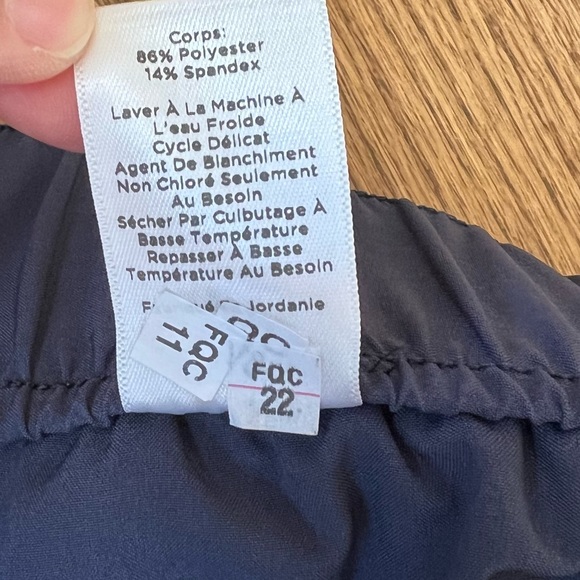 Corps:
86% Polyester
14% Spandex
Laver À La Machine À
L'eau Froide
Cycle Délicat
Agent De Blanchiment
Non Chloré Seulement
Au Besoin
Sécher Par Culbutage À
Basse Température
Repasser À Basse
Température Au Besoin
Jordanie
FQC
11
FQC
22